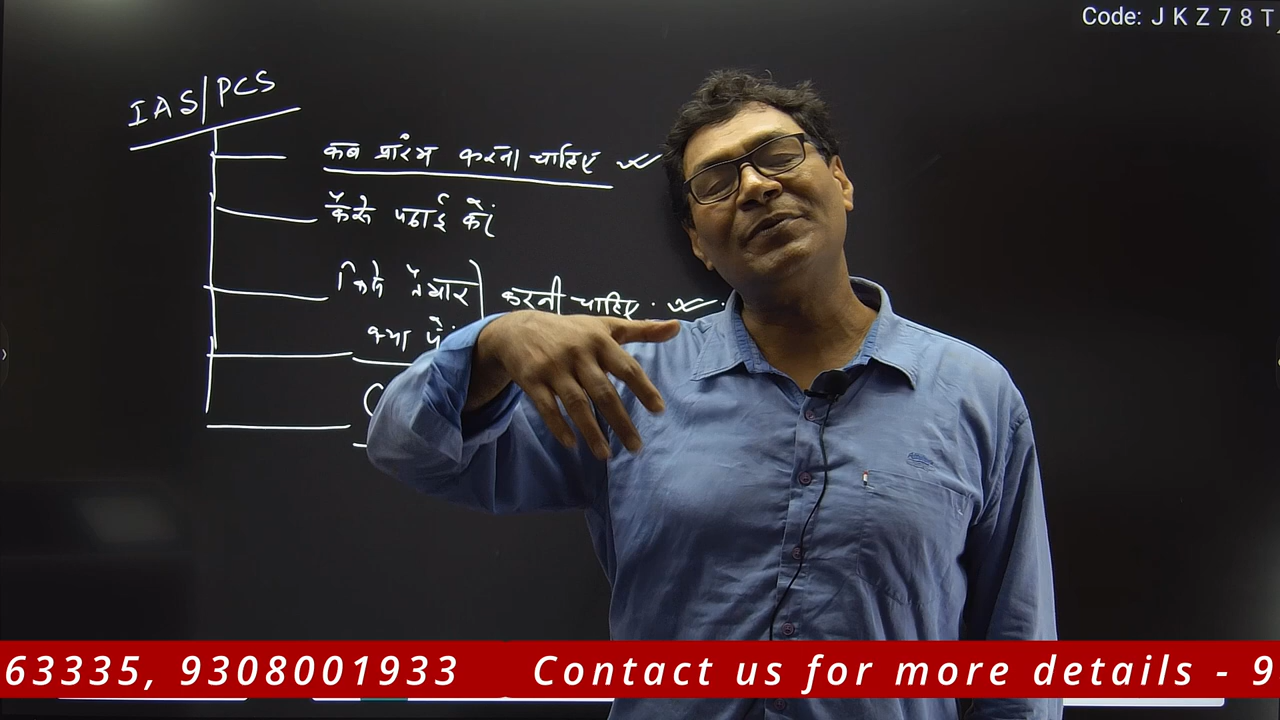 Code: J K Z 7 8 T
IAS/PCS
कब प्रारंभ करना चाहिए
कैसे पढाई करें
करनी चाहिए
क्या
63335, 9308001933 Contact us for more details - 9